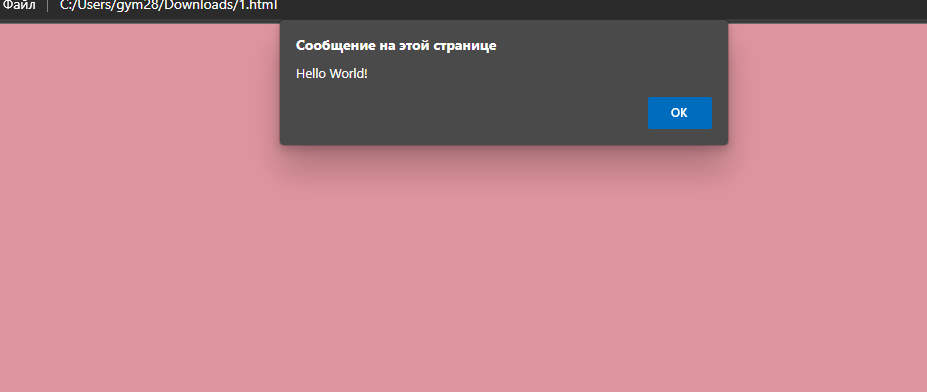 Файл C:/Users/gym28/Downloads/1.html
Сообщение на этой странице
Hello World!
OK